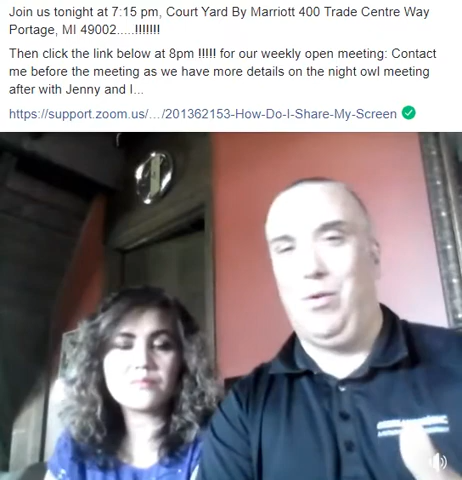 Join us tonight at 7:15 pm, Court Yard By Marriott 400 Trade Centre Way
Portage, MI 49002.....!!!!!!!
Then click the link below at 8pm !!!!! for our weekly open meeting: Contact
me before the meeting as we have more details on the night owl meeting
after with Jenny and I...
https://support.zoom.us/.../201362153-How-Do-I-Share-My-Screen